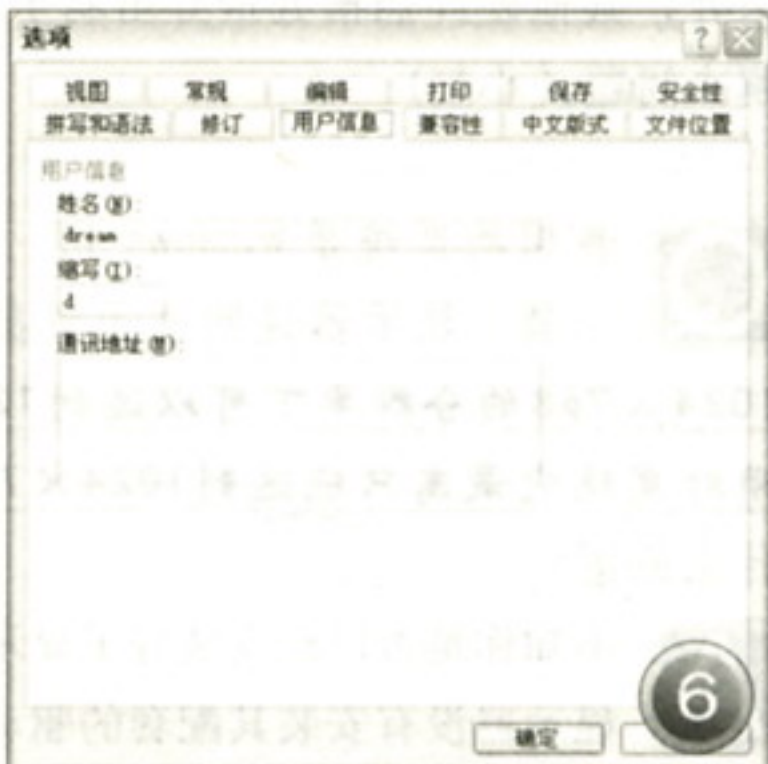 选项
视图 常规 编辑 打印 保存 安全性
拼写和语法 修订 用户信息 兼容性 中文版式 文件位置
用户信息
姓名(N):
dream
缩写(I):
d
通讯地址(M):
6
确定